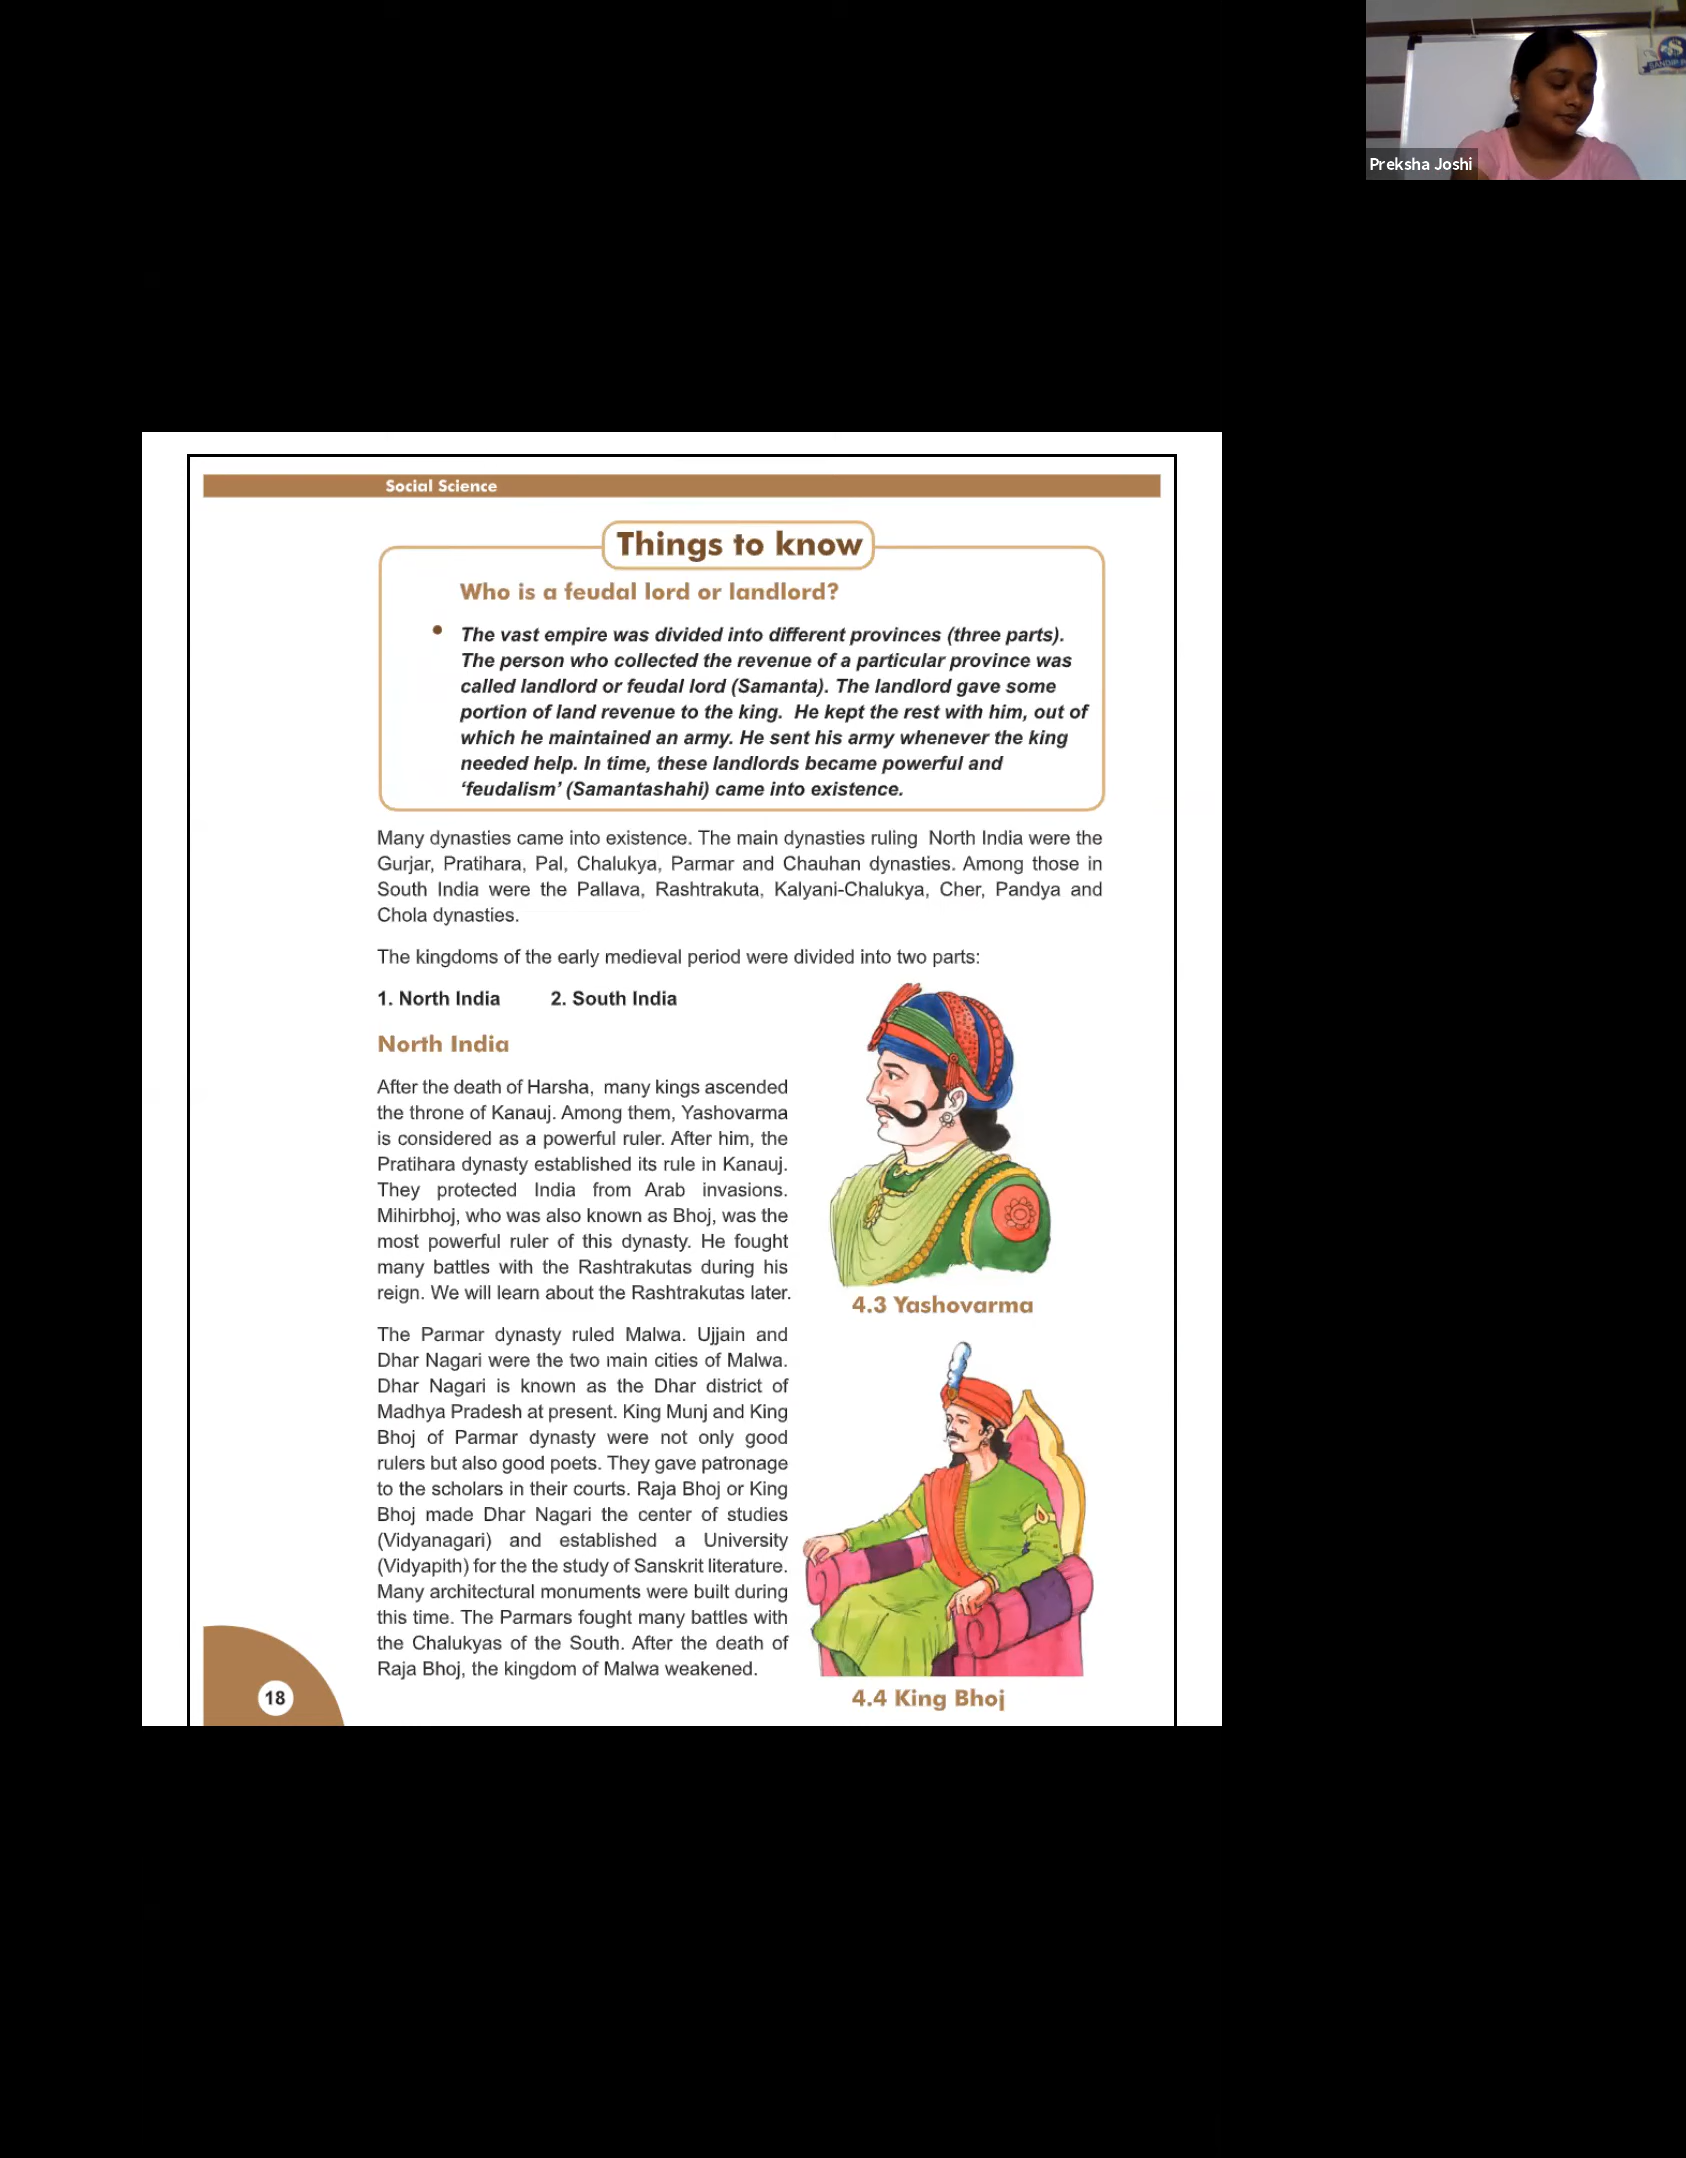 Preksha Joshi
Social Science
Things to know
Who is a feudal lord or landlord?
• The vast empire was divided into different provinces (three parts).
The person who collected the revenue of a particular province was
called landlord or feudal lord (Samanta). The landlord gave some
portion of land revenue to the king. He kept the rest with him, out of
which he maintained an army. He sent his army whenever the king
needed help. In time, these landlords became powerful and
‘feudalism’ (Samantashahi) came into existence.
Many dynasties came into existence. The main dynasties ruling North India were the
Gurjar, Pratihara, Pal, Chalukya, Parmar and Chauhan dynasties. Among those in
South India were the Pallava, Rashtrakuta, Kalyani-Chalukya, Cher, Pandya and
Chola dynasties.
The kingdoms of the early medieval period were divided into two parts:
1. North India 2. South India
North India
After the death of Harsha, many kings ascended
the throne of Kanauj. Among them, Yashovarma
is considered as a powerful ruler. After him, the
Pratihara dynasty established its rule in Kanauj.
They protected India from Arab invasions.
Mihirbhoj, who was also known as Bhoj, was the
most powerful ruler of this dynasty. He fought
many battles with the Rashtrakutas during his
reign. We will learn about the Rashtrakutas later.
4.3 Yashovarma
The Parmar dynasty ruled Malwa. Ujjain and
Dhar Nagari were the two main cities of Malwa.
Dhar Nagari is known as the Dhar district of
Madhya Pradesh at present. King Munj and King
Bhoj of Parmar dynasty were not only good
rulers but also good poets. They gave patronage
to the scholars in their courts. Raja Bhoj or King
Bhoj made Dhar Nagari the center of studies
(Vidyanagari) and established a University
(Vidyapith) for the the study of Sanskrit literature.
Many architectural monuments were built during
this time. The Parmars fought many battles with
the Chalukyas of the South. After the death of
Raja Bhoj, the kingdom of Malwa weakened.
4.4 King Bhoj
18